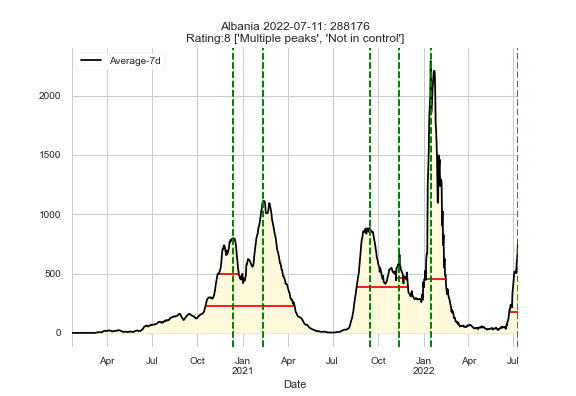 Albania 2022-07-11: 288176
Rating:8 ['Multiple peaks', 'Not in control']
Average-7d
2000
1500
1000
500
0
Apr Jul Oct Jan Apr Jul Oct Jan Apr Jul
2021 2022
Date